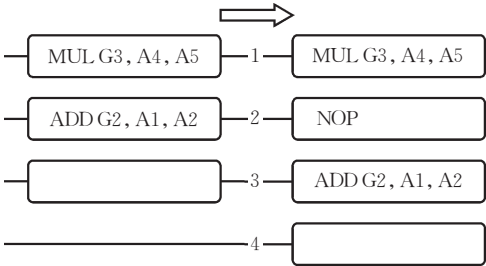 MUL G3, A4, A5 1 MUL G3, A4, A5
ADD G2, A1, A2 2 NOP
3 ADD G2, A1, A2
4